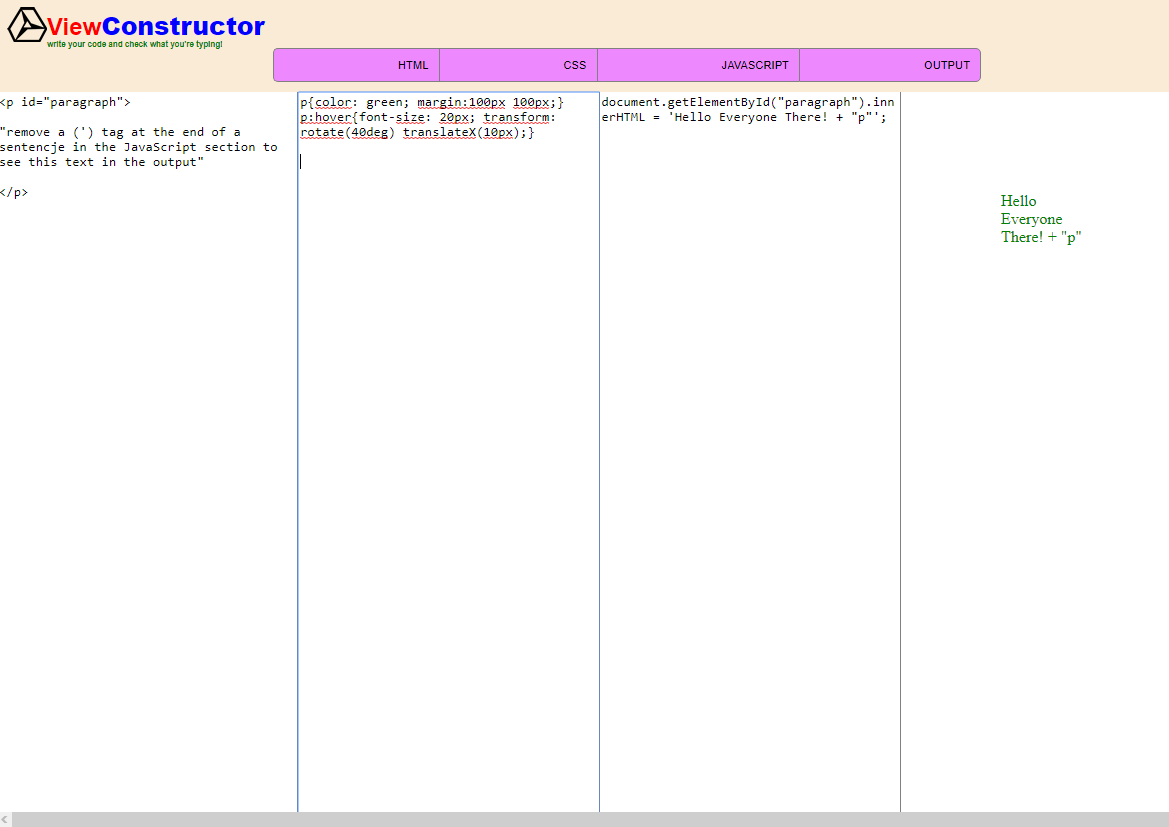 ViewConstructor
write your code and check what you're typing!
HTML
CSS
JAVASCRIPT
OUTPUT
<p id="paragraph">
"remove a (') tag at the end of a
sentencje in the JavaScript section to
see this text in the output"
</p>
p{color: green; margin:100px 100px;}
p:hover{font-size: 20px; transform:
rotate(40deg) translateX(10px);}
document.getElementById("paragraph").inn
erHTML = 'Hello Everyone There! + "p"';
Hello
Everyone
There! + "p"